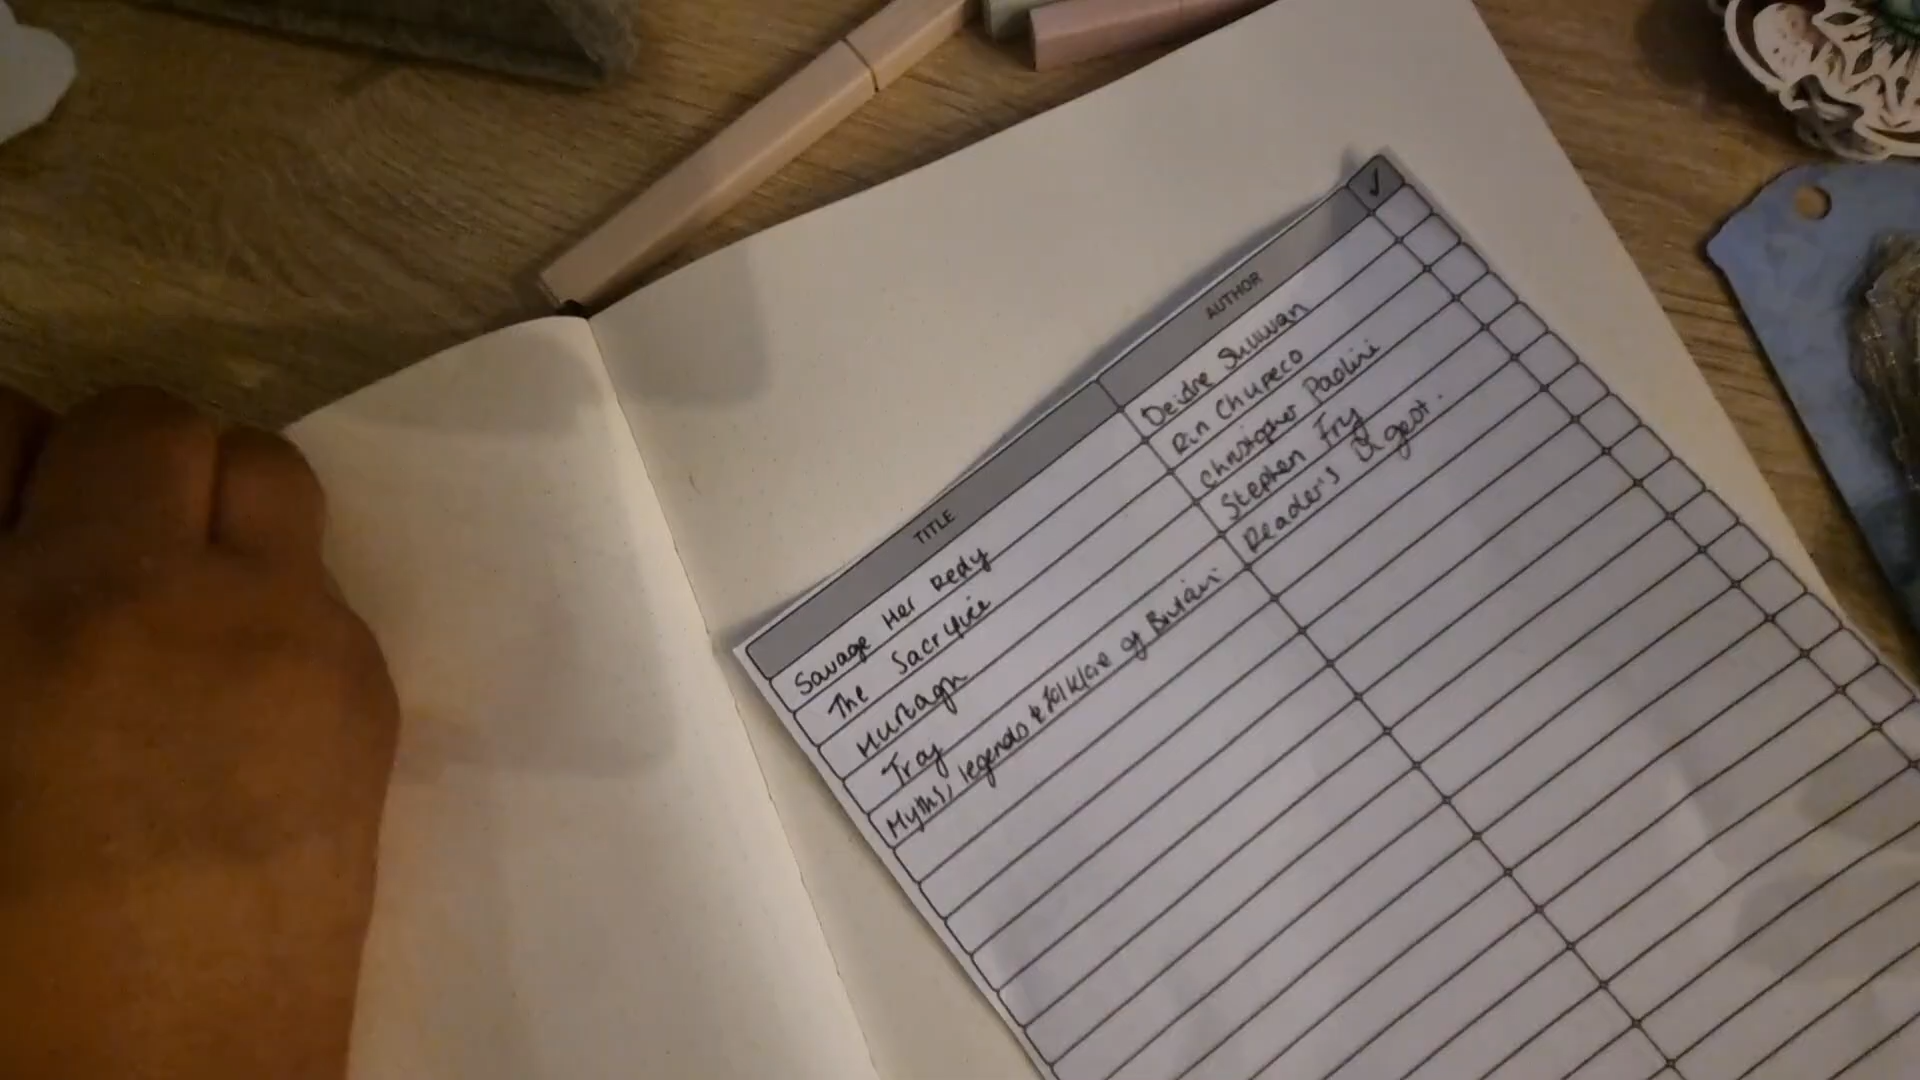 TITLE AUTHOR ✓
Savage Her Reply Deirdre Sullivan
The Sacrifice Rin Chupeco
Murtagh Christopher Paolini
Troy Stephen Fry
Myths, legends & folklore of Britain Reader's Digest.